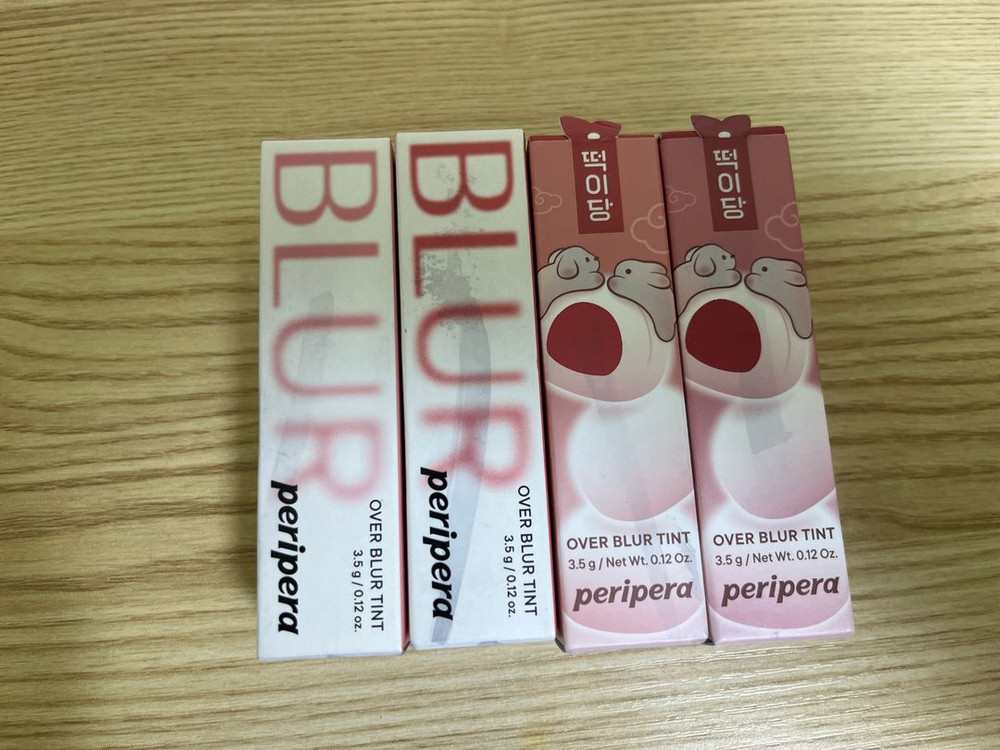 BLUR
peripera
OVER BLUR TINT
3.5 g / 0.12 oz.
BLUR
peripera
OVER BLUR TINT
3.5 g / 0.12 oz.
떡이당
OVER BLUR TINT
3.5 g / Net Wt. 0.12 Oz.
peripera
떡이당
OVER BLUR TINT
3.5 g / Net Wt. 0.12 Oz.
peripera